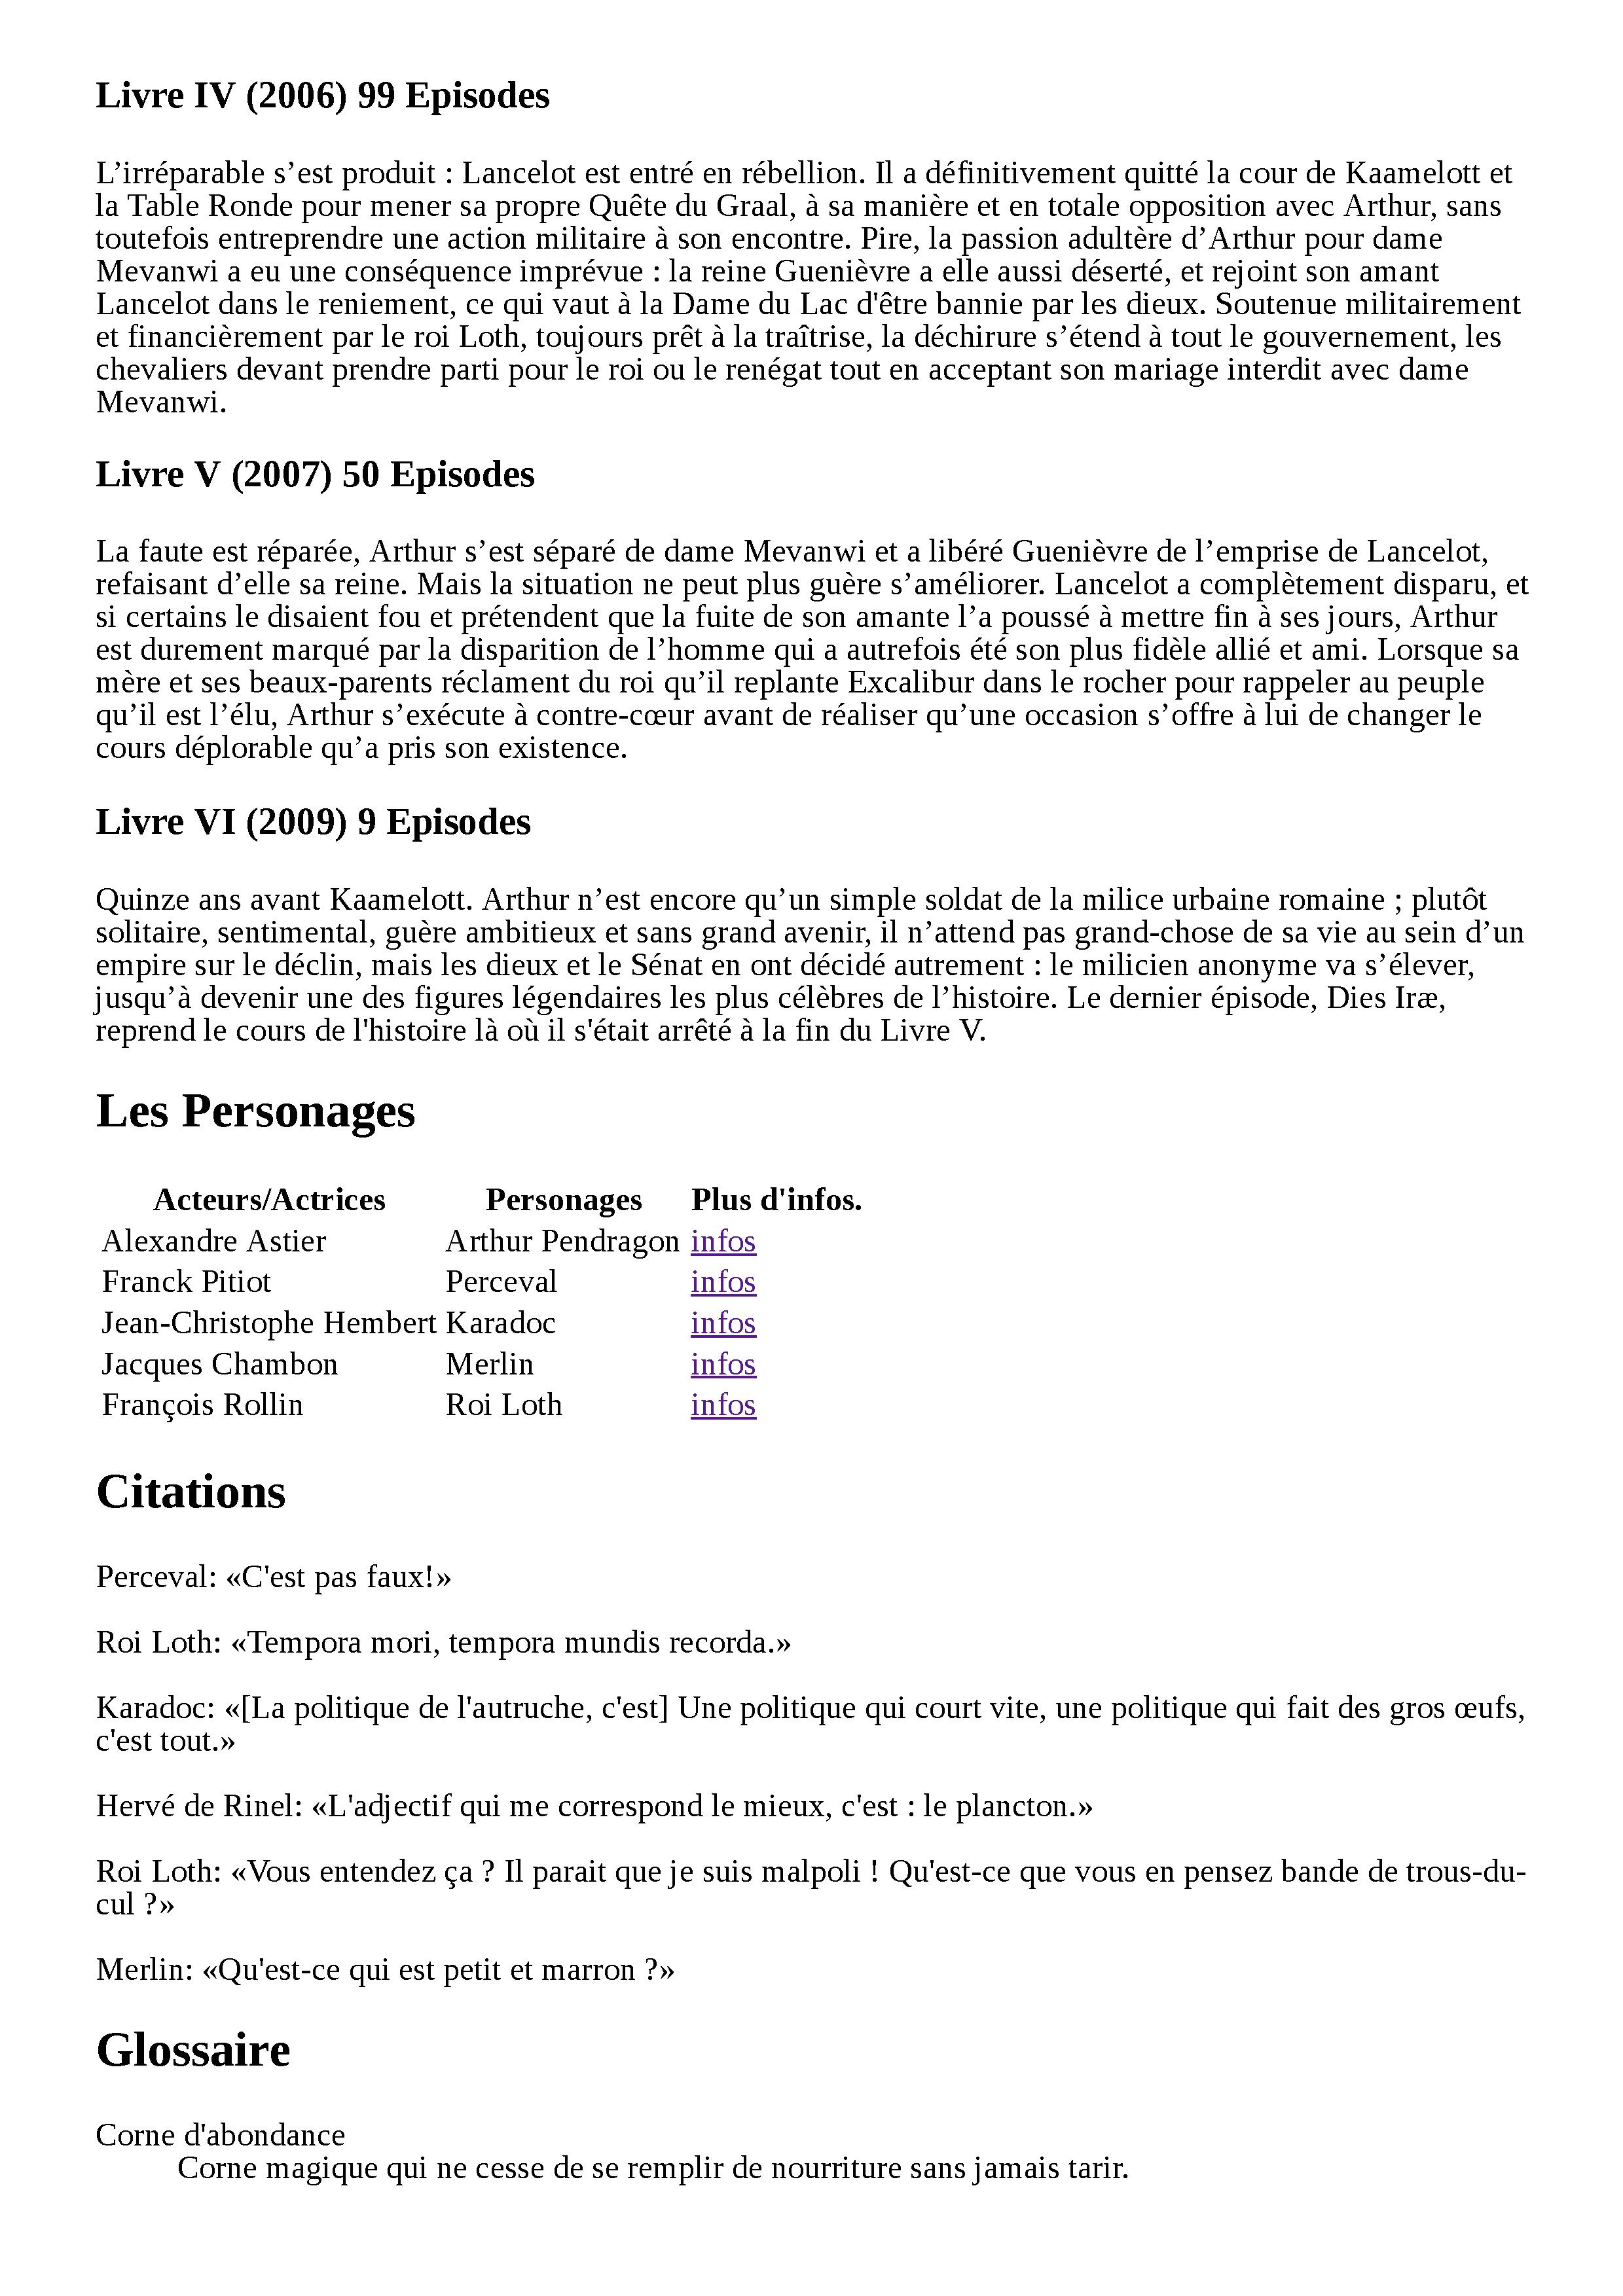 Livre IV (2006) 99 Episodes
L’irréparable s’est produit : Lancelot est entré en rébellion. Il a définitivement quitté la cour de Kaamelott et
la Table Ronde pour mener sa propre Quête du Graal, à sa manière et en totale opposition avec Arthur, sans
toutefois entreprendre une action militaire à son encontre. Pire, la passion adultère d’Arthur pour dame
Mevanwi a eu une conséquence imprévue : la reine Guenièvre a elle aussi déserté, et rejoint son amant
Lancelot dans le reniement, ce qui vaut à la Dame du Lac d'être bannie par les dieux. Soutenue militairement
et financièrement par le roi Loth, toujours prêt à la traîtrise, la déchirure s’étend à tout le gouvernement, les
chevaliers devant prendre parti pour le roi ou le renégat tout en acceptant son mariage interdit avec dame
Mevanwi.
Livre V (2007) 50 Episodes
La faute est réparée, Arthur s’est séparé de dame Mevanwi et a libéré Guenièvre de l’emprise de Lancelot,
refaisant d’elle sa reine. Mais la situation ne peut plus guère s’améliorer. Lancelot a complètement disparu, et
si certains le disaient fou et prétendent que la fuite de son amante l’a poussé à mettre fin à ses jours, Arthur
est durement marqué par la disparition de l’homme qui a autrefois été son plus fidèle allié et ami. Lorsque sa
mère et ses beaux-parents réclament du roi qu’il replante Excalibur dans le rocher pour rappeler au peuple
qu’il est l’élu, Arthur s’exécute à contre-cœur avant de réaliser qu’une occasion s’offre à lui de changer le
cours déplorable qu’a pris son existence.
Livre VI (2009) 9 Episodes
Quinze ans avant Kaamelott. Arthur n’est encore qu’un simple soldat de la milice urbaine romaine ; plutôt
solitaire, sentimental, guère ambitieux et sans grand avenir, il n’attend pas grand-chose de sa vie au sein d’un
empire sur le déclin, mais les dieux et le Sénat en ont décidé autrement : le milicien anonyme va s’élever,
jusqu’à devenir une des figures légendaires les plus célèbres de l’histoire. Le dernier épisode, Dies Iræ,
reprend le cours de l'histoire là où il s'était arrêté à la fin du Livre V.
Les Personages
Acteurs/Actrices Personages Plus d'infos.
Alexandre Astier Arthur Pendragon infos
Franck Pitiot Perceval infos
Jean-Christophe Hembert Karadoc infos
Jacques Chambon Merlin infos
François Rollin Roi Loth infos
Citations
Perceval: «C'est pas faux!»
Roi Loth: «Tempora mori, tempora mundis recorda.»
Karadoc: «[La politique de l'autruche, c'est] Une politique qui court vite, une politique qui fait des gros œufs,
c'est tout.»
Hervé de Rinel: «L'adjectif qui me correspond le mieux, c'est : le plancton.»
Roi Loth: «Vous entendez ça ? Il parait que je suis malpoli ! Qu'est-ce que vous en pensez bande de trous-du-
cul ?»
Merlin: «Qu'est-ce qui est petit et marron ?»
Glossaire
Corne d'abondance
Corne magique qui ne cesse de se remplir de nourriture sans jamais tarir.